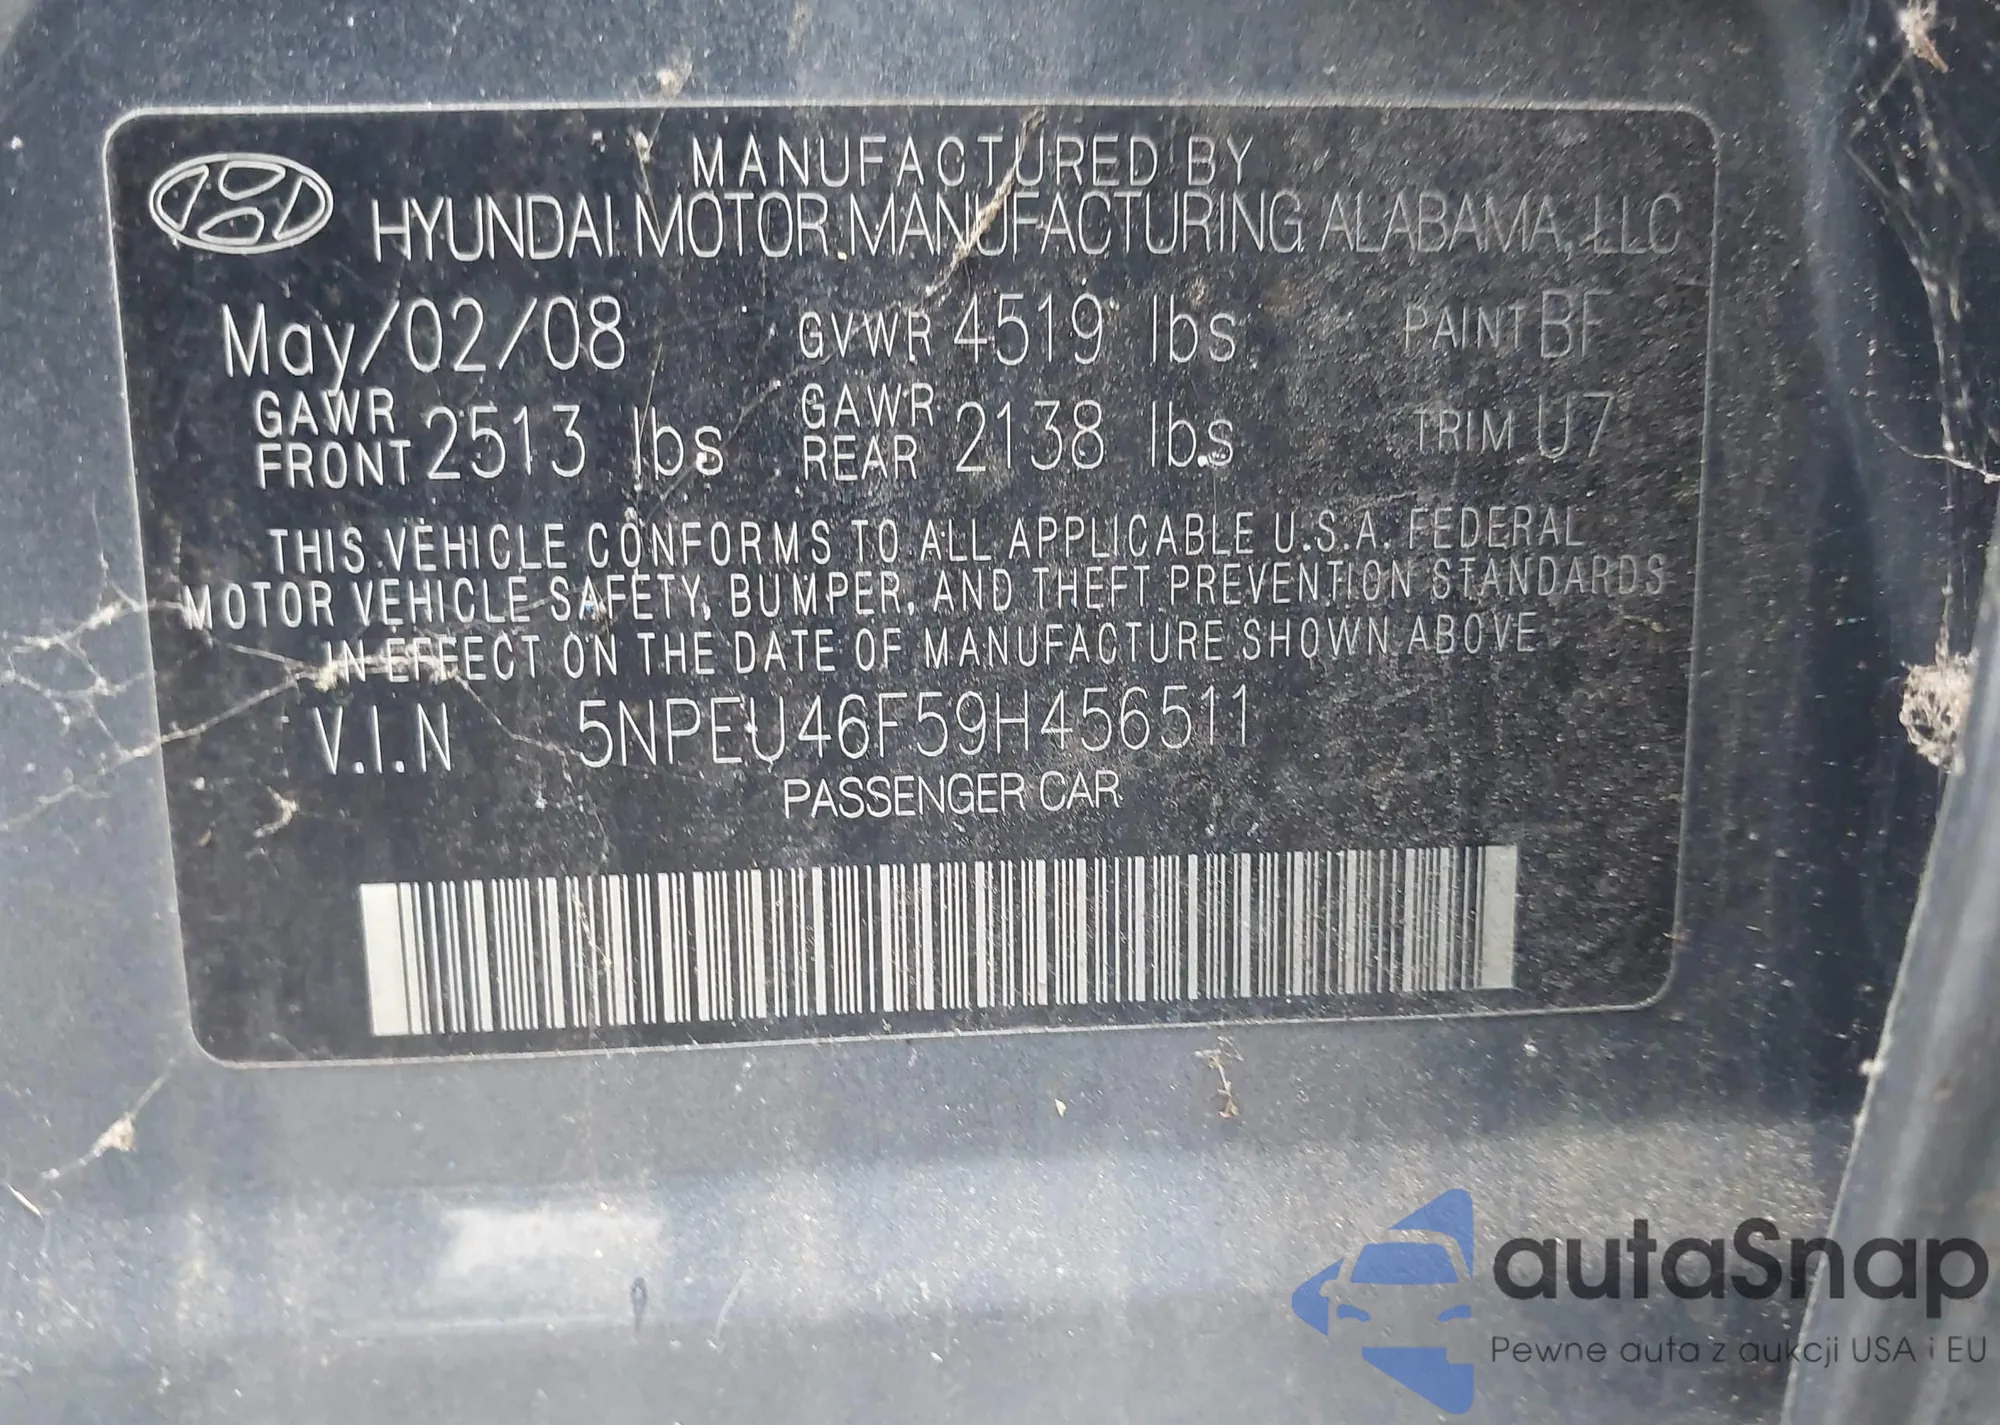 MANUFACTURED BY
HYUNDAI MOTOR MANUFACTURING ALABAMA, LLC
May/02/08 GVWR 4519 lbs PAINT BF
GAWR FRONT 2513 lbs GAWR REAR 2138 lbs TRIM U7
THIS VEHICLE CONFORMS TO ALL APPLICABLE U.S.A. FEDERAL
MOTOR VEHICLE SAFETY, BUMPER, AND THEFT PREVENTION STANDARDS
IN EFFECT ON THE DATE OF MANUFACTURE SHOWN ABOVE
V.I.N 5NPEU46F59H456511
PASSENGER CAR
autaSnap
Pewne auta z aukcji USA i EU